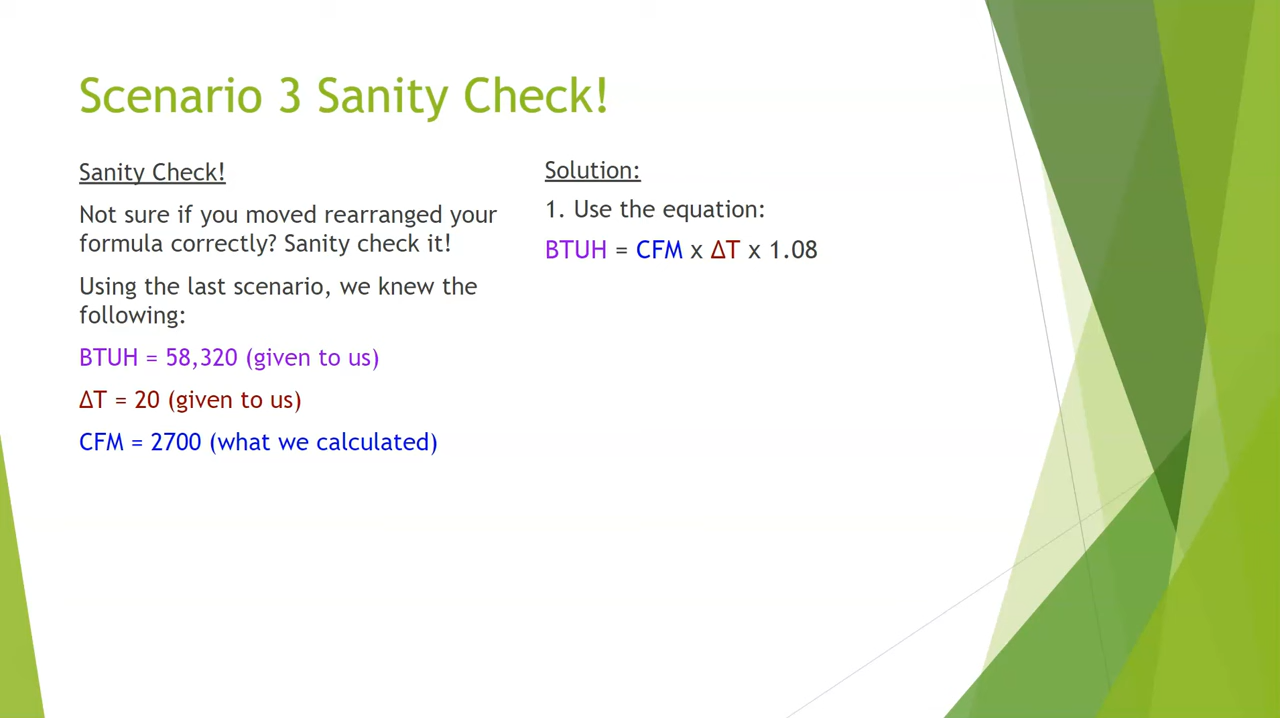 Scenario 3 Sanity Check!
Sanity Check!
Not sure if you moved rearranged your
formula correctly? Sanity check it!
Using the last scenario, we knew the
following:
BTUH = 58,320 (given to us)
ΔT = 20 (given to us)
CFM = 2700 (what we calculated)
Solution:
1. Use the equation:
BTUH = CFM x ΔT x 1.08